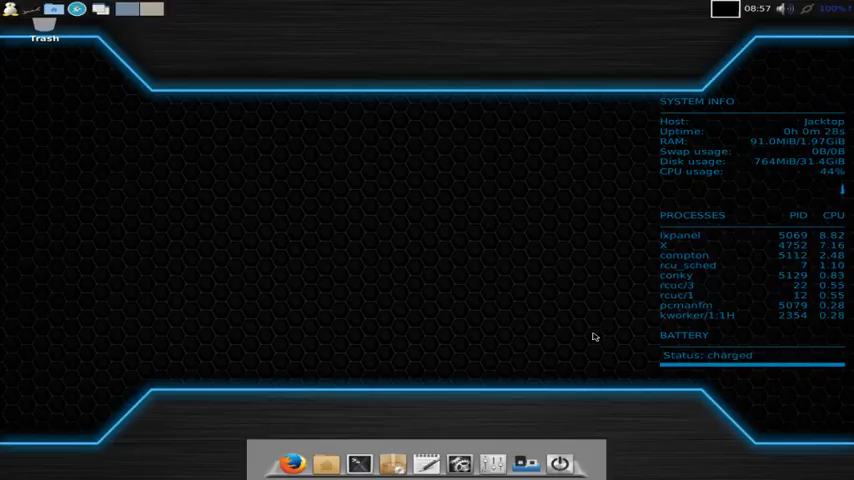 08:57
100%
Trash
SYSTEM INFO
Host: Jacktop
Uptime: 0h 0m 28s
RAM: 91.0MiB/1.97GiB
Swap usage: 0B/0B
Disk usage: 764MiB/31.4GiB
CPU usage: 44%
PROCESSES PID CPU
lxpanel 5069 8.82
X 4752 7.16
compton 5112 2.48
rcu_sched 7 1.10
conky 5129 0.83
rcuc/3 22 0.55
rcuc/1 12 0.55
pcmanfm 5079 0.28
kworker/1:1H 2354 0.28
BATTERY
Status: charged